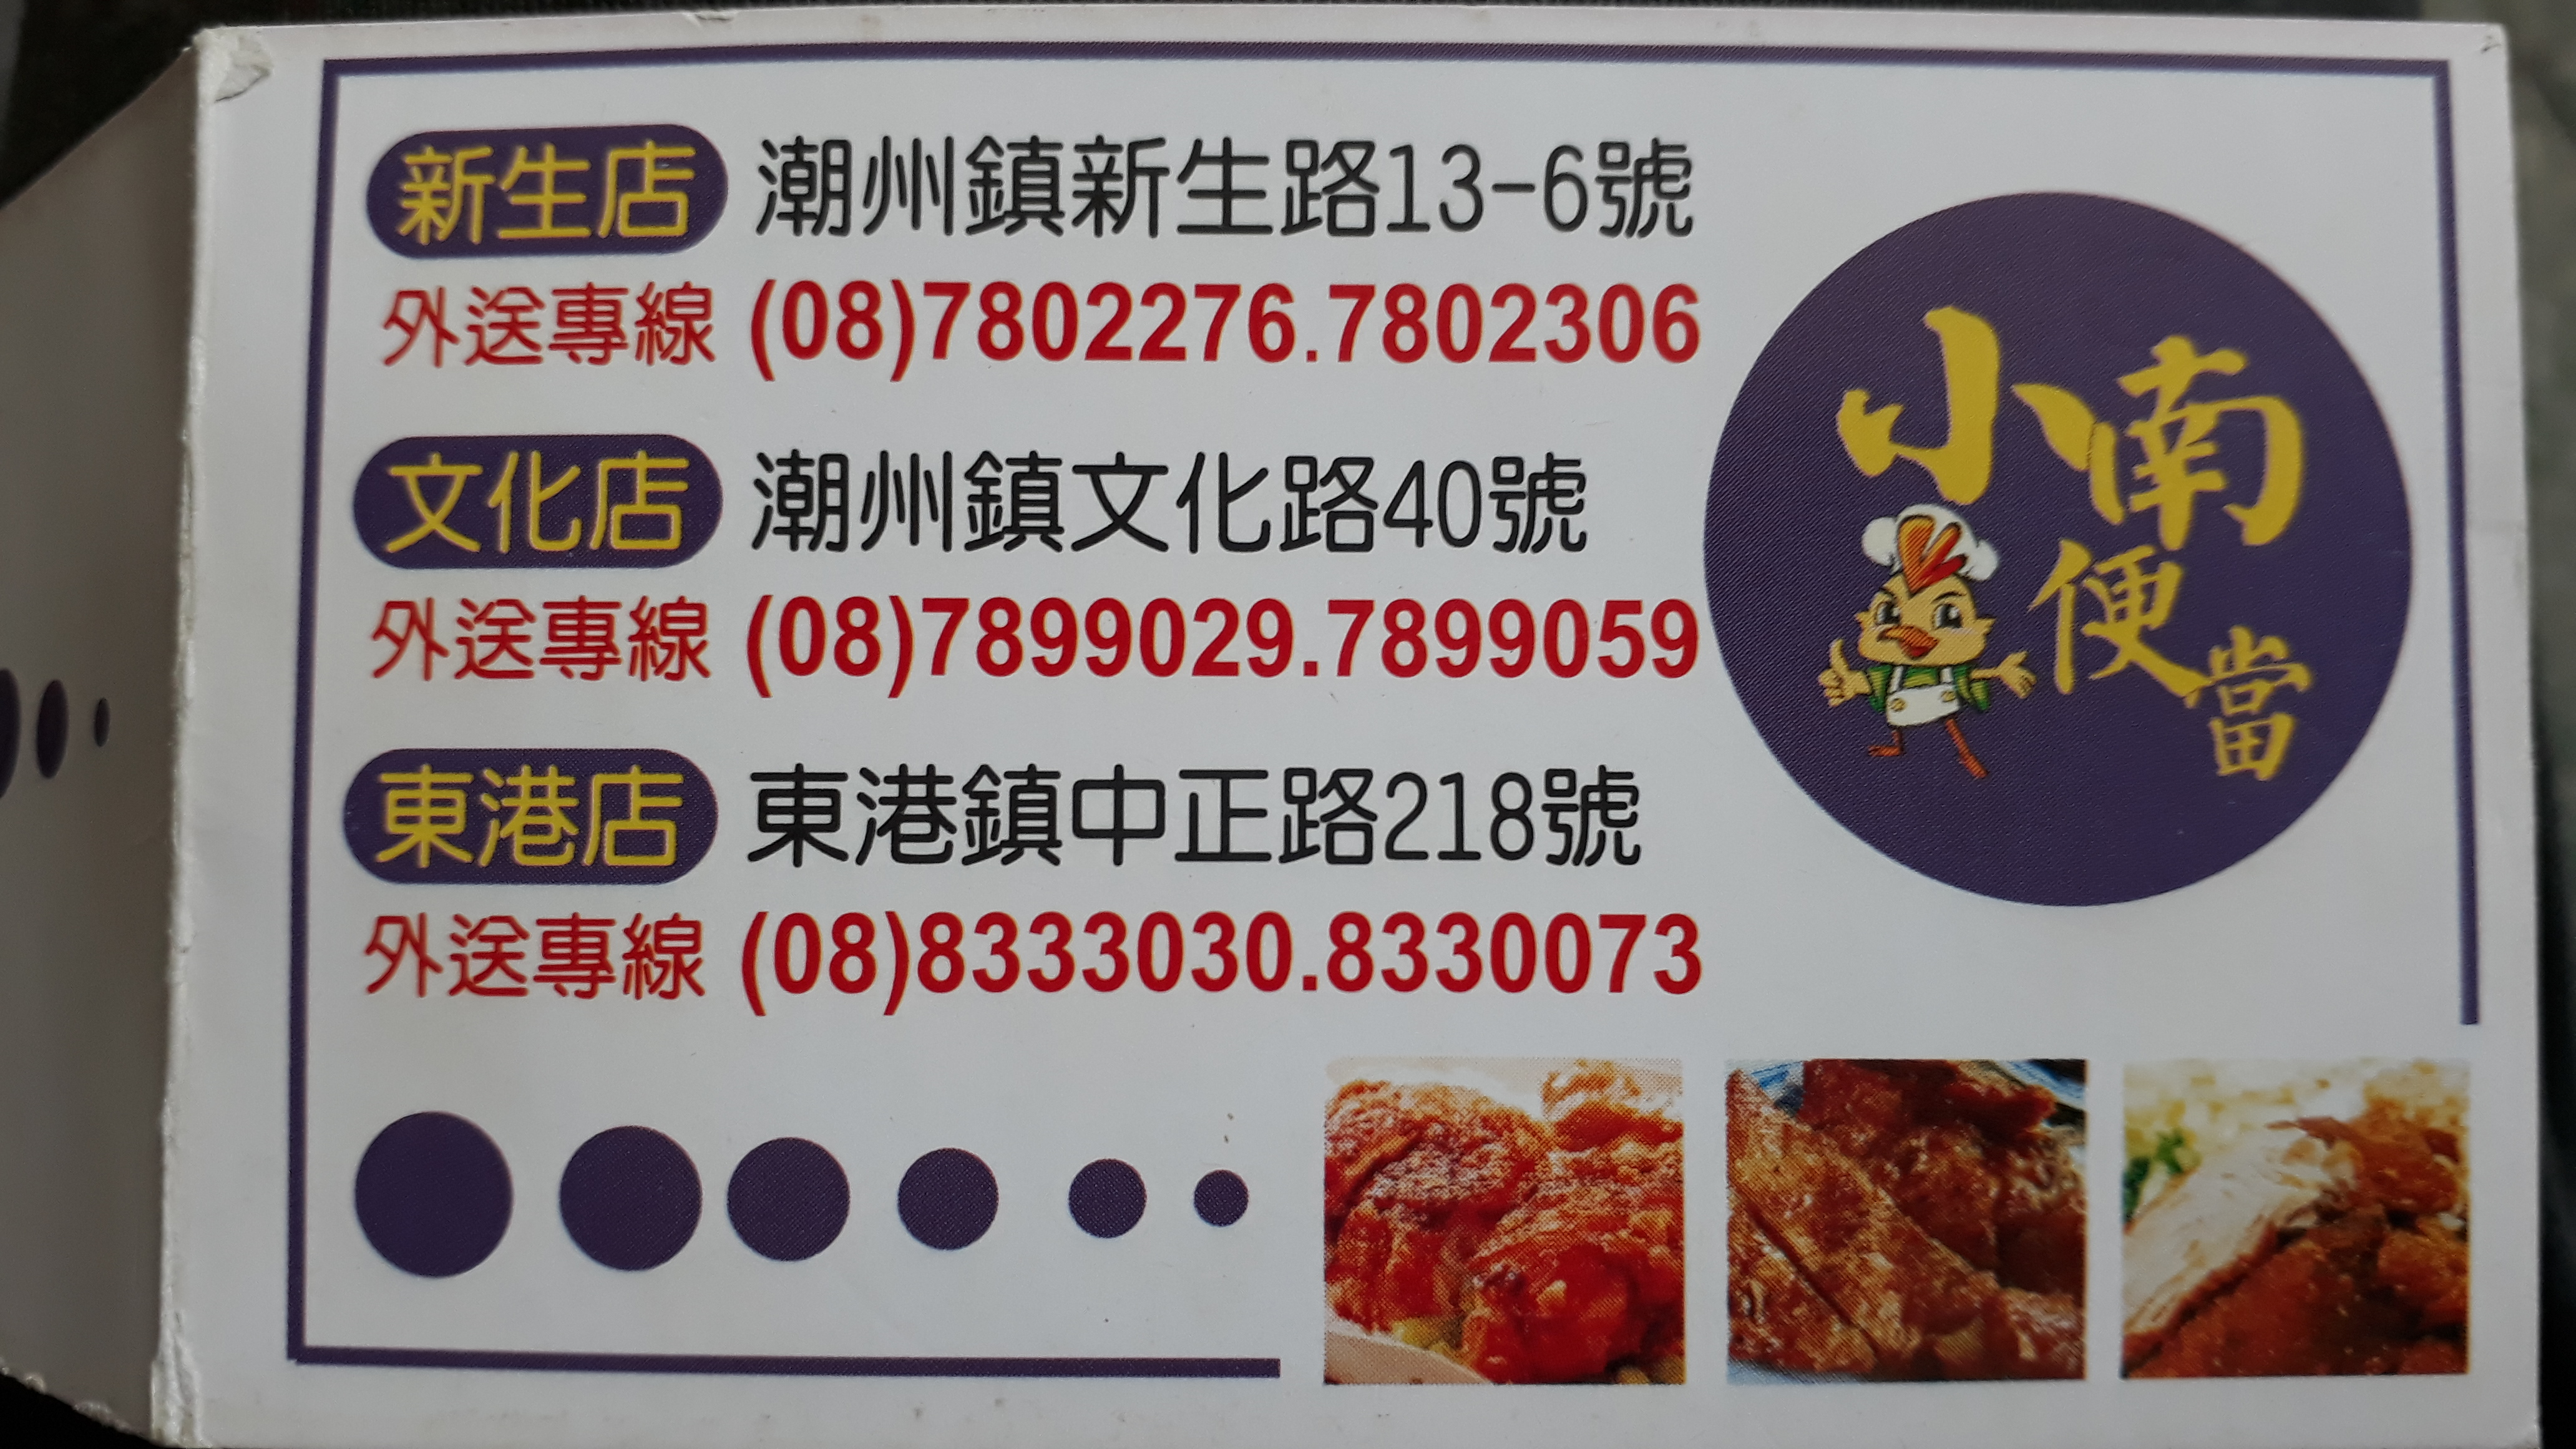 新生店 潮州鎮新生路13-6號
外送專線 (08)7802276.7802306
文化店 潮州鎮文化路40號
外送專線 (08)7899029.7899059
東港店 東港鎮中正路218號
外送專線 (08)8333030.8330073
小南
便當